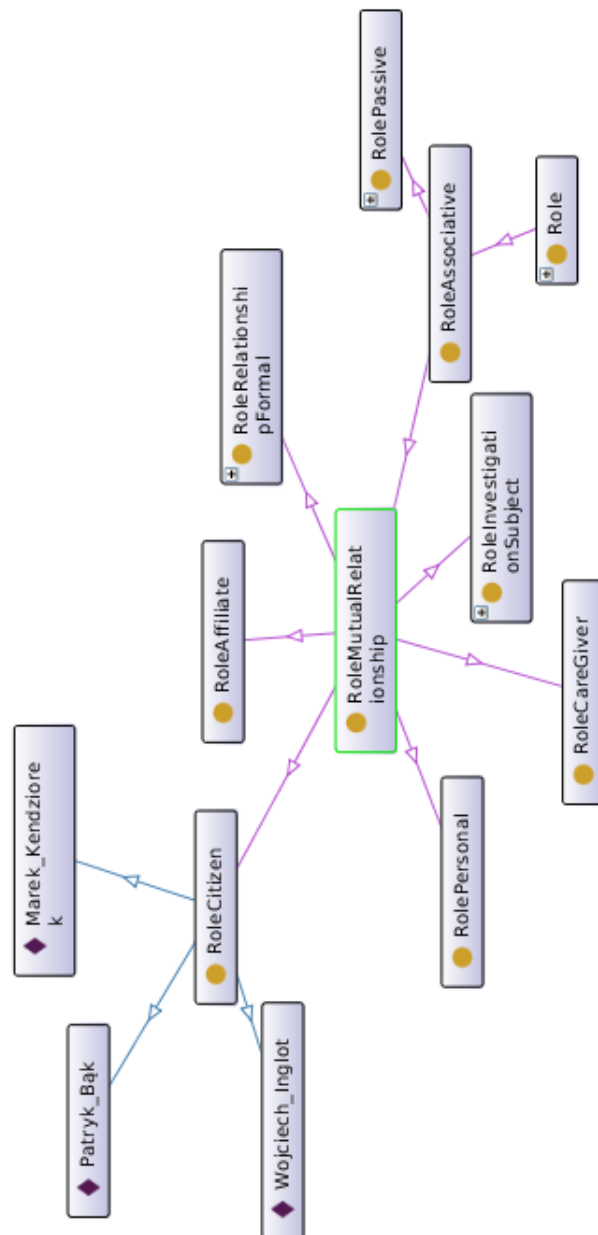 Marek_Kendziore
k
Patryk_Bąk
RoleCitizen
RoleAffiliate
RoleRelationshi
pFormal
Wojciech_Inglot
RoleMutualRelat
ionship
RolePassive
RoleAssociative
RolePersonal
RoleInvestigati
onSubject
Role
RoleCareGiver